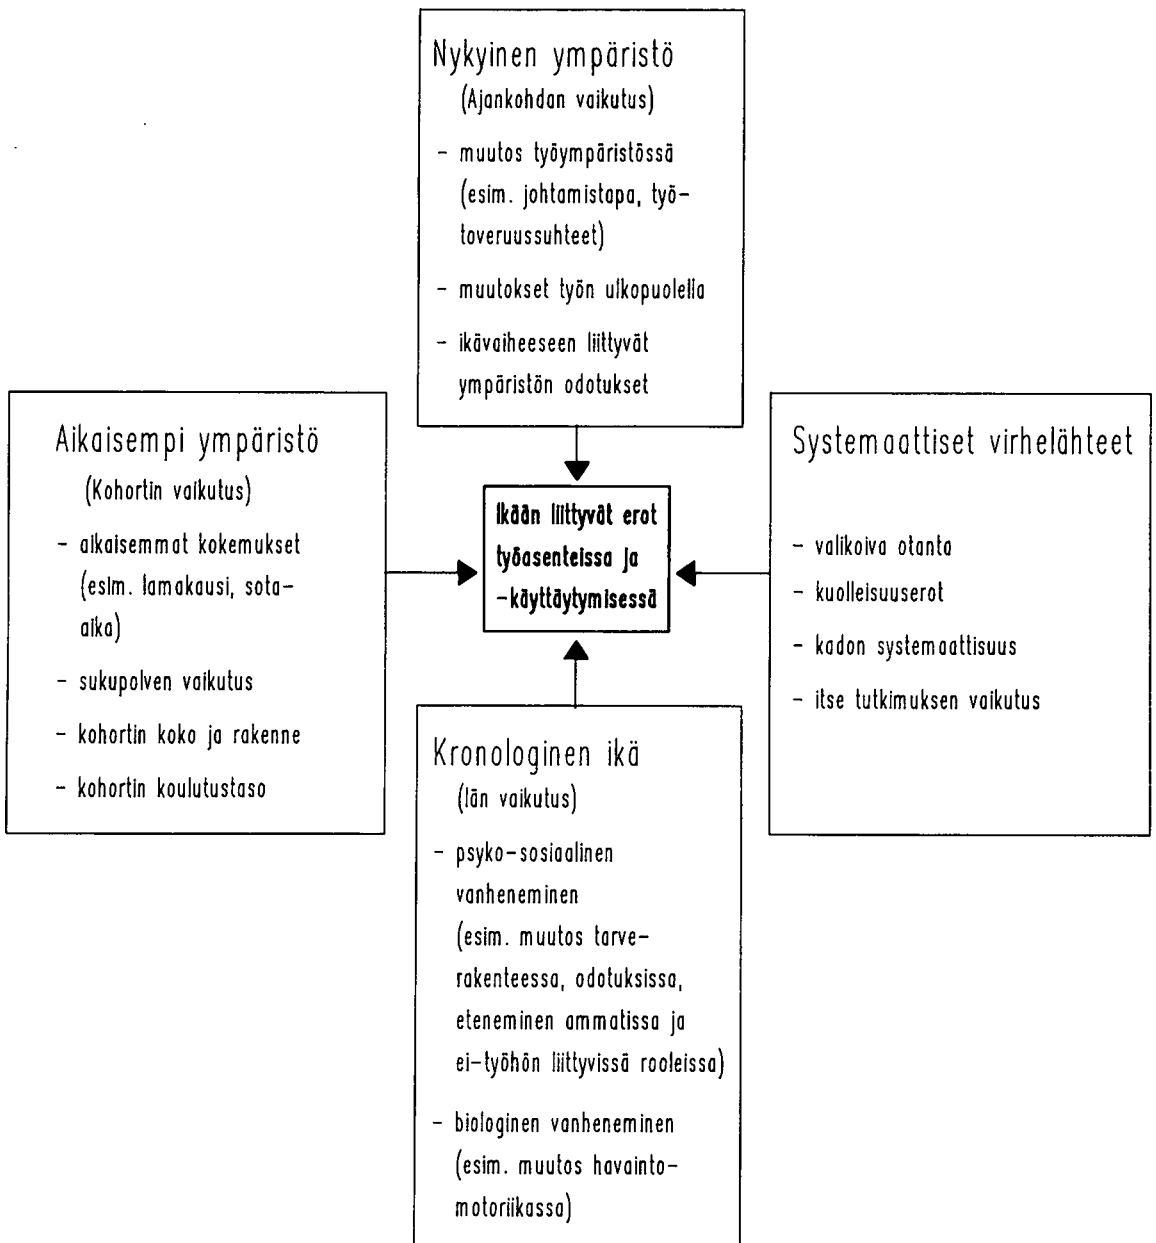 Nykyinen ympäristö
(Ajankohdan vaikutus)
- muutos työympäristössä
(esim. johtamistapa, työ-
toveruussuhteet)
- muutokset työn ulkopuolella
- ikävaiheeseen liittyvät
ympäristön odotukset
Aikaisempi ympäristö
(Kohortin vaikutus)
- aikaisemmat kokemukset
(esim. lamakausi, sota-
aika)
- sukupolven vaikutus
- kohortin koko ja rakenne
- kohortin koulutustaso
Ikään liittyvät erot
työasenteissa ja
-käyttäytymisessä
Systemaattiset virhelähteet
- valikoiva otanta
- kuolleisuuserot
- kadon systemaattisuus
- itse tutkimuksen vaikutus
Kronologinen ikä
(Iän vaikutus)
- psyko-sosiaalinen
vanheneminen
(esim. muutos tarve-
rakenteessa, odotuksissa,
eteneminen ammatissa ja
ei-työhön liittyvissä rooleissa)
- biologinen vanheneminen
(esim. muutos havainto-
motoriikassa)